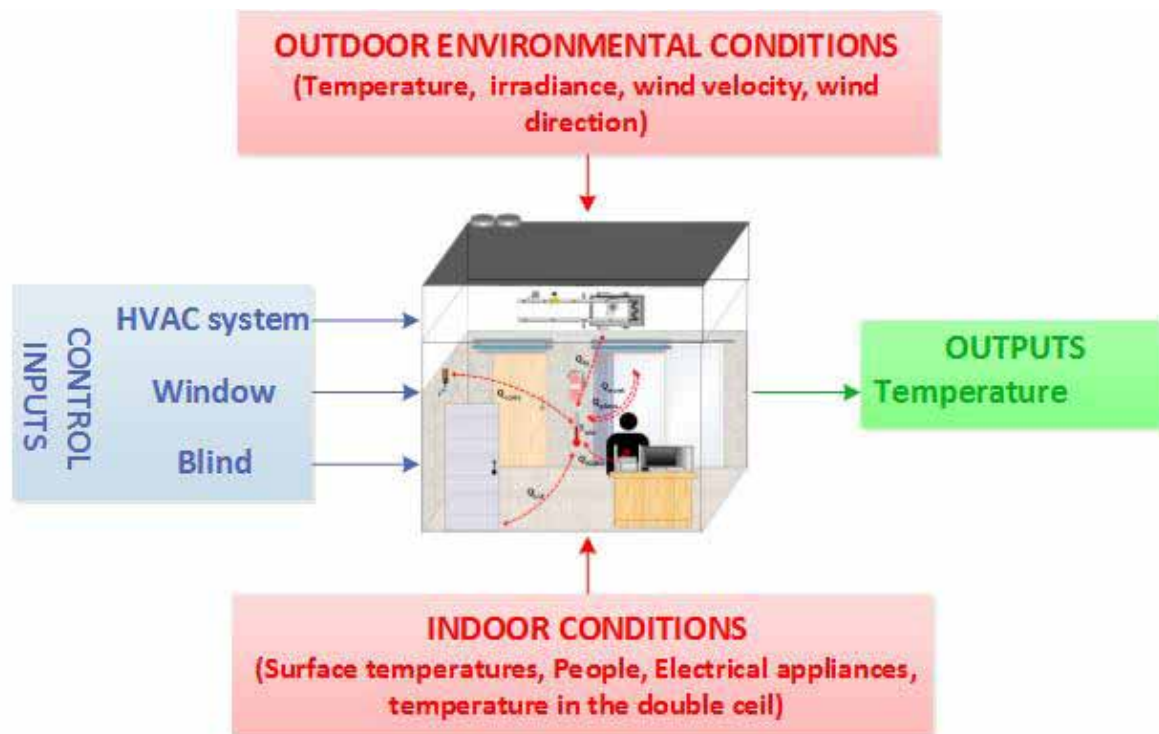 OUTDOOR ENVIRONMENTAL CONDITIONS
(Temperature, irradiance, wind velocity, wind
direction)
CONTROL
INPUTS
HVAC system
Window
Blind
OUTPUTS
Temperature
INDOOR CONDITIONS
(Surface temperatures, People, Electrical appliances,
temperature in the double ceil)